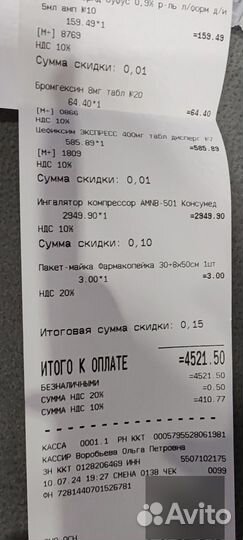 0,9% р-ль п/форм д/и
5мл амп №10
159.49*1 =159.49
[М+] 8769
НДС 10%
Сумма скидки: 0,01
Бромгексин 8мг табл №20
64.40*1 =64.40
[М+] 0866
НДС 10%
Цефиксим ЭКСПРЕСС 400мг табл дисперг №7
585.89*1 =585.89
[М+] 1809
НДС 10%
Сумма скидки: 0,01
Ингалятор компрессор AMNB-501 Консумед
2949.90*1 =2949.90
НДС 10%
Сумма скидки: 0,10
Пакет-майка Фармакопейка 30+8х50см 1шт
3.00*1 =3.00
НДС 20%
Итоговая сумма скидки: 0,15
ИТОГО К ОПЛАТЕ =4521.50
БЕЗНАЛИЧНЫМИ =4521.50
СУММА НДС 20% =0.50
СУММА НДС 10% =410.77
КАССА 0001.1 РН ККТ 0005795528061981
КАССИР Воробьева Ольга Петровна
ЗН ККТ 0128206469 ИНН 5507102175
10.07.24 19:27 СМЕНА 0138 ЧЕК 0099
ФН 7281440701526781
Avito